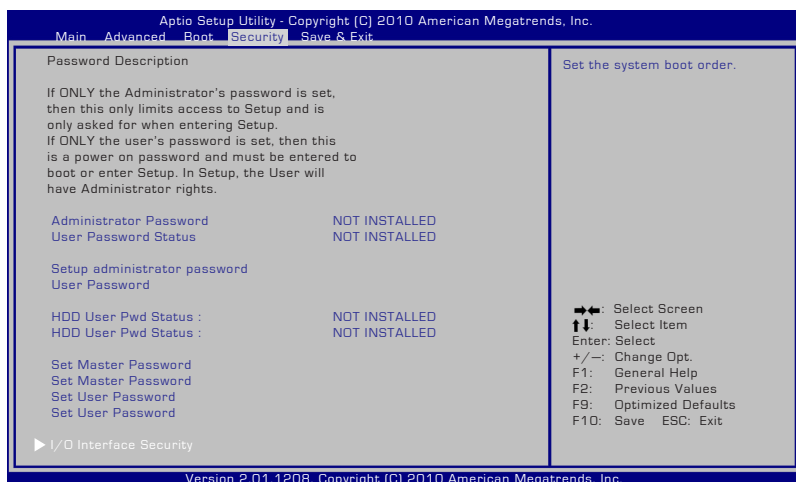 Aptio Setup Utility - Copyright (C) 2010 American Megatrends, Inc.
Main Advanced Boot Security Save & Exit
Password Description
If ONLY the Administrator's password is set,
then this only limits access to Setup and is
only asked for when entering Setup.
If ONLY the user's password is set, then this
is a power on password and must be entered to
boot or enter Setup. In Setup, the User will
have Administrator rights.
Administrator Password NOT INSTALLED
User Password Status NOT INSTALLED
Setup administrator password
User Password
HDD User Pwd Status : NOT INSTALLED
HDD User Pwd Status : NOT INSTALLED
Set Master Password
Set Master Password
Set User Password
Set User Password
I/O Interface Security
Set the system boot order.
→←: Select Screen
↑↓: Select Item
Enter: Select
+/—: Change Opt.
F1: General Help
F2: Previous Values
F9: Optimized Defaults
F10: Save ESC: Exit
Version 2.01.1208. Copyright (C) 2010 American Megatrends, Inc.